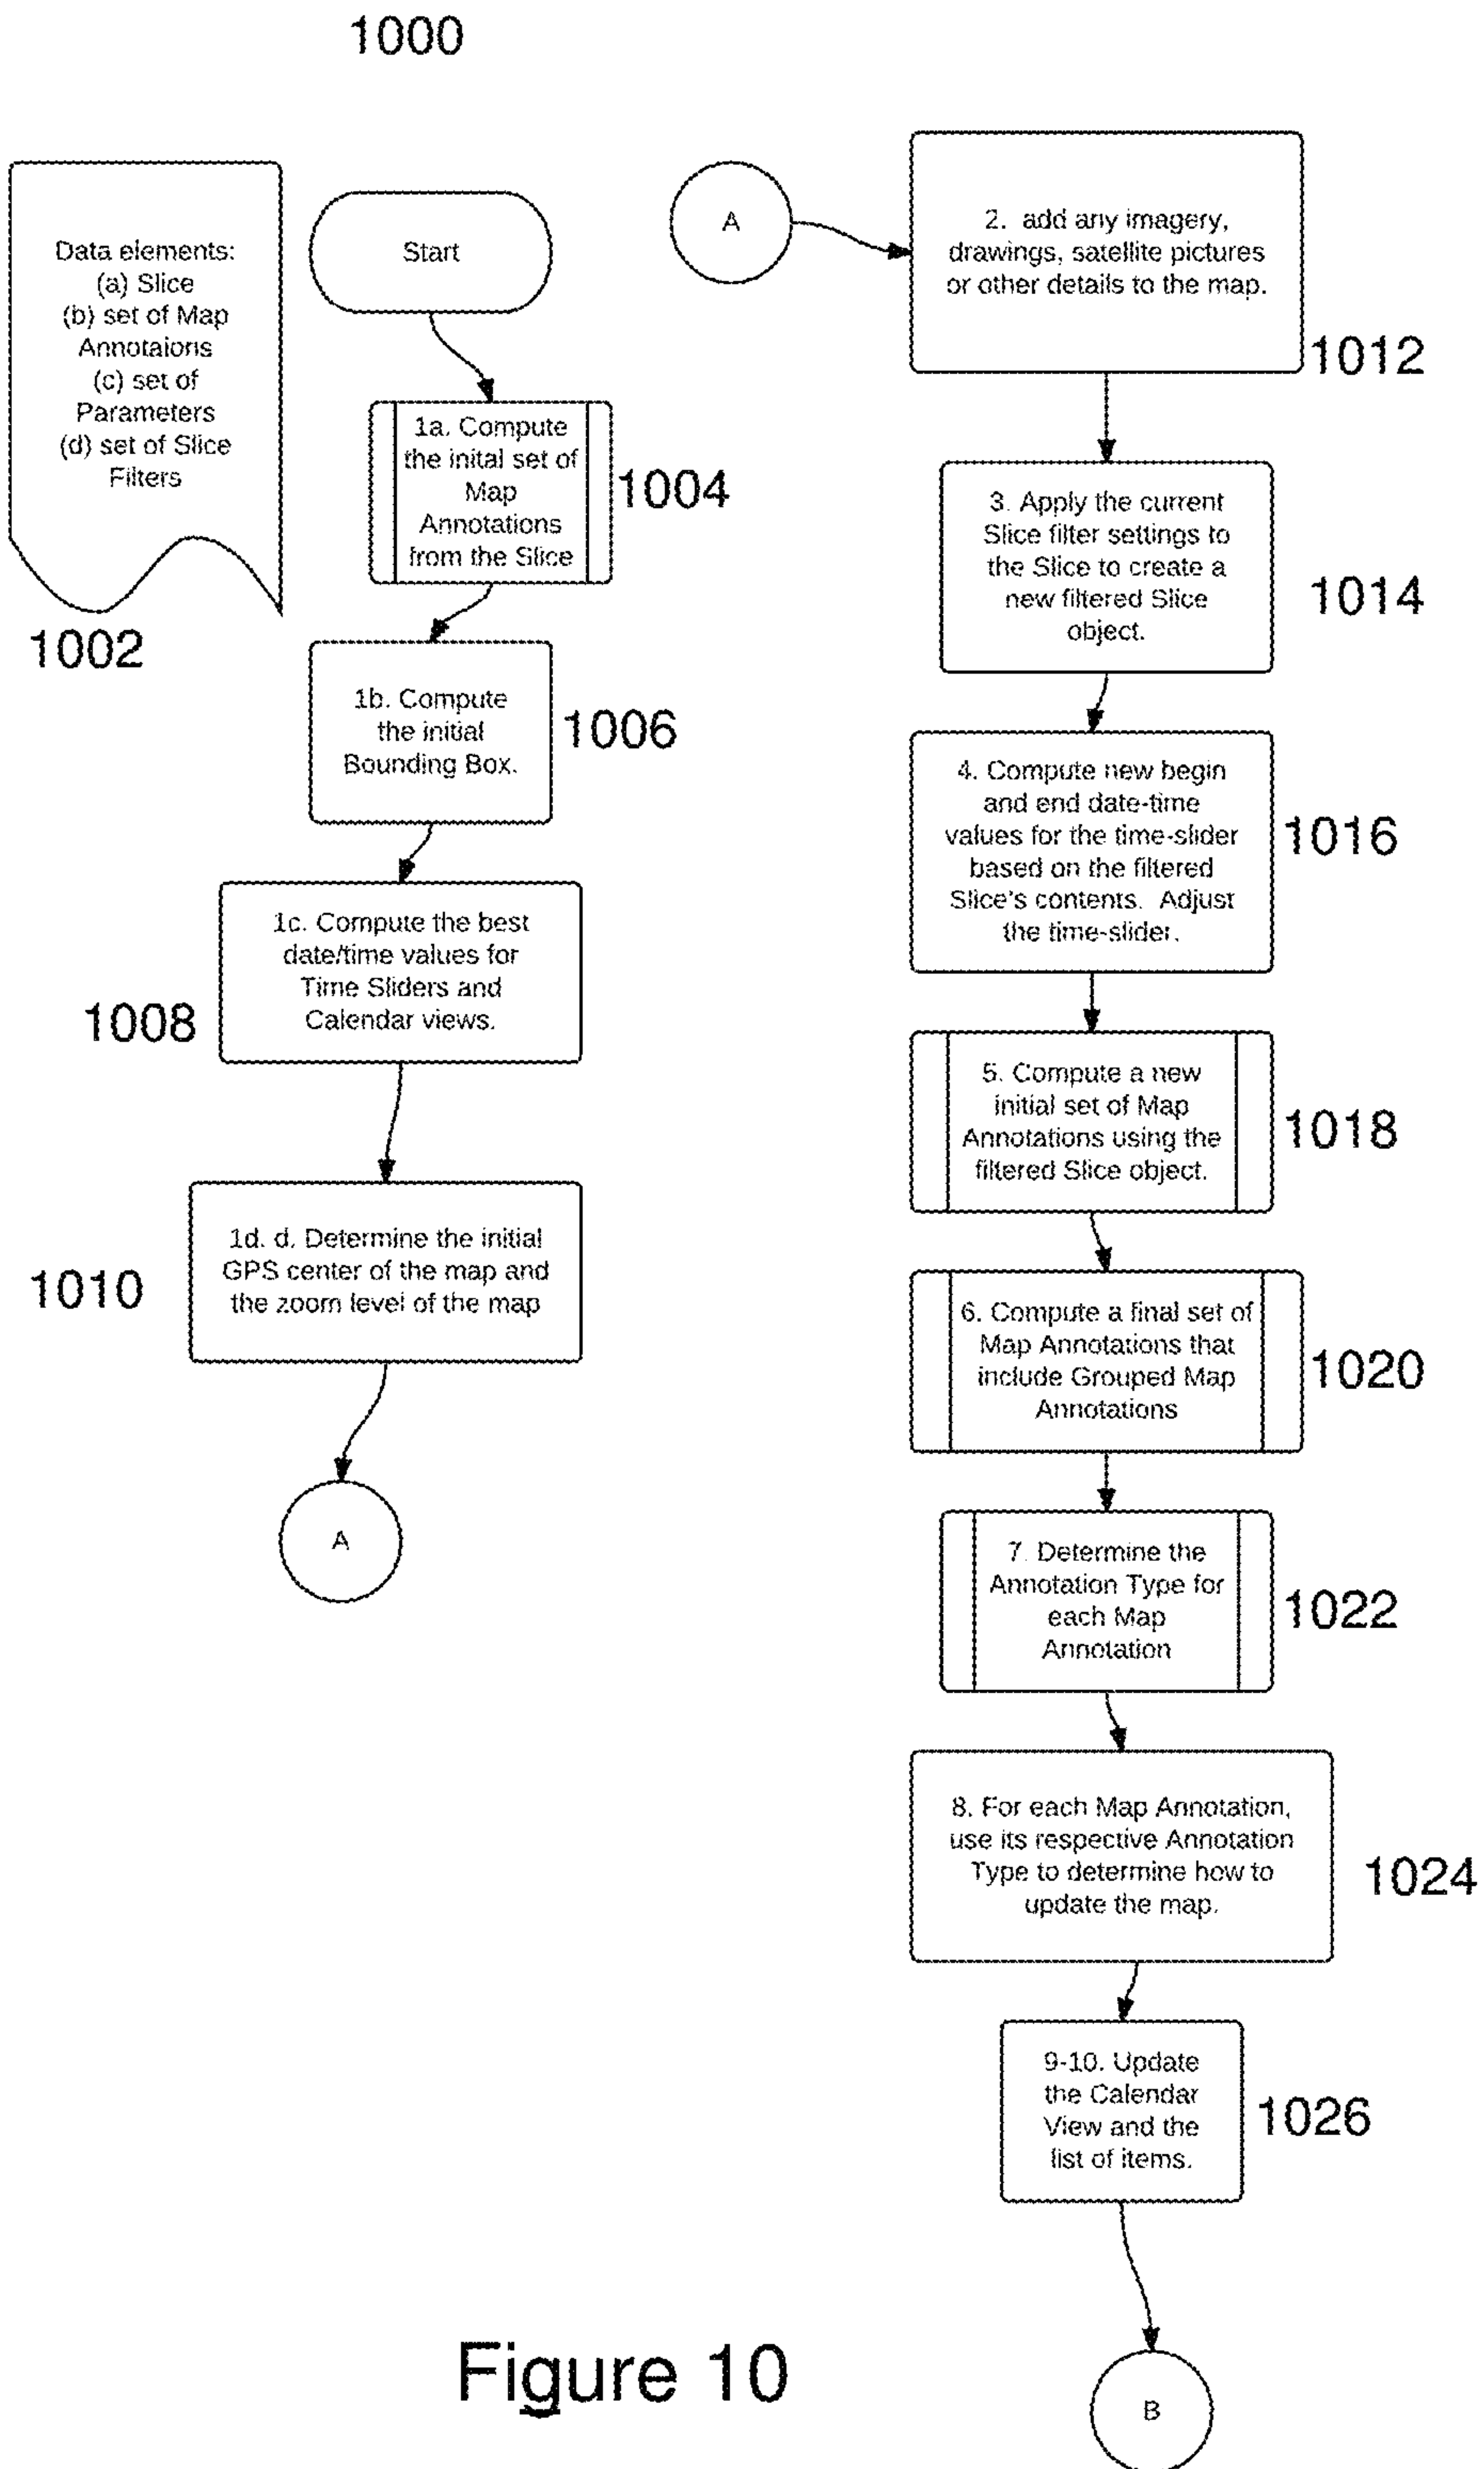 1000
Data elements:
(a) Slice
(b) set of Map
Annotaions
(c) set of
Parameters
(d) set of Slice
Filters
1002
Start
1a. Compute
the inital set of
Map
Annotations
from the Slice
1004
1b. Compute
the initial
Bounding Box.
1006
1c. Compute the best
date/time values for
Time Sliders and
Calendar views.
1008
1d. d. Determine the initial
GPS center of the map and
the zoom level of the map
1010
A
A
2. add any imagery,
drawings, satellite pictures
or other details to the map.
1012
3. Apply the current
Slice filter settings to
the Slice to create a
new filtered Slice
object.
1014
4. Compute new begin
and end date-time
values for the time-slider
based on the filtered
Slice's contents. Adjust
the time-slider.
1016
5. Compute a new
initial set of Map
Annotations using the
filtered Slice object.
1018
6. Compute a final set of
Map Annotations that
include Grouped Map
Annotations
1020
7. Determine the
Annotation Type for
each Map
Annotation
1022
8. For each Map Annotation,
use its respective Annotation
Type to determine how to
update the map.
1024
9-10. Update
the Calendar
View and the
list of items.
1026
B
Figure 10